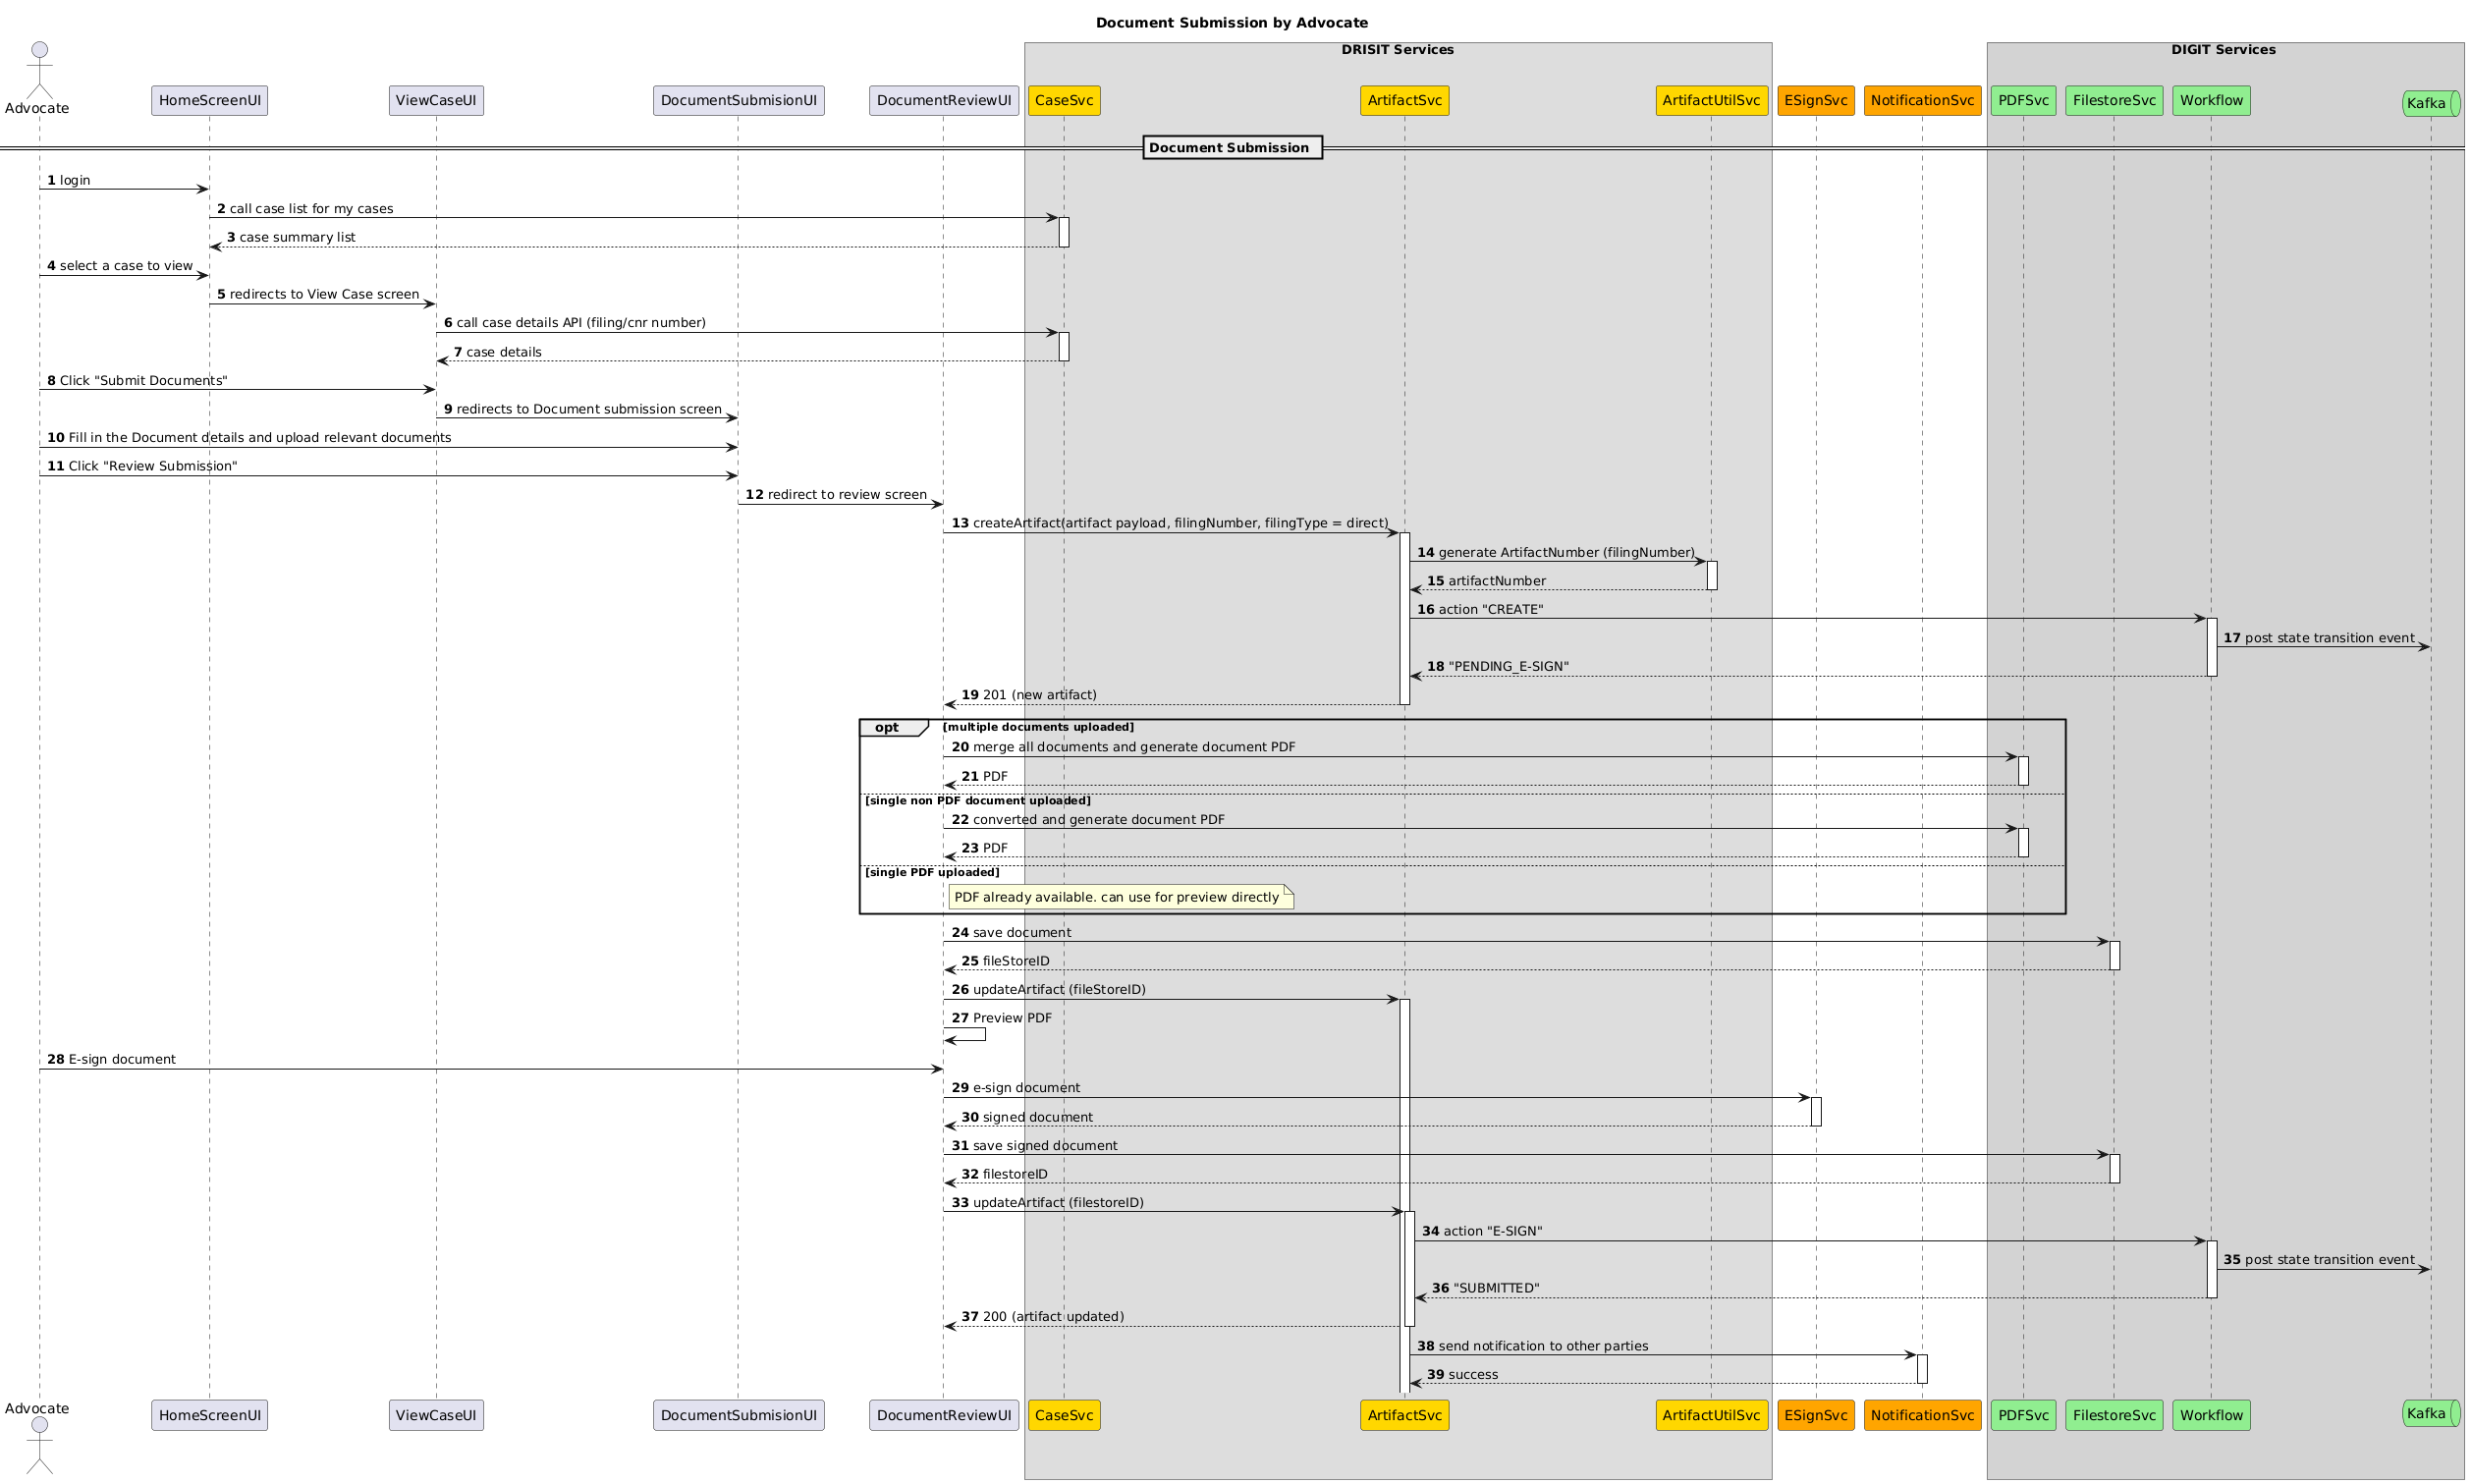 Document Submission by Advocate
DRISIT Services
DIGIT Services
Advocate
HomeScreenUI
ViewCaseUI
DocumentSubmisionUI
DocumentReviewUI
CaseSvc
ArtifactSvc
ArtifactUtilSvc
ESignSvc
NotificationSvc
PDFSvc
FilestoreSvc
Workflow
Kafka
Document Submission
1 login
2 call case list for my cases
3 case summary list
4 select a case to view
5 redirects to View Case screen
6 call case details API (filing/cnr number)
7 case details
8 Click "Submit Documents"
9 redirects to Document submission screen
10 Fill in the Document details and upload relevant documents
11 Click "Review Submission"
12 redirect to review screen
13 createArtifact(artifact payload, filingNumber, filingType = direct)
14 generate ArtifactNumber (filingNumber)
15 artifactNumber
16 action "CREATE"
17 post state transition event
18 "PENDING_E-SIGN"
19 201 (new artifact)
opt [multiple documents uploaded]
20 merge all documents and generate document PDF
21 PDF
[single non PDF document uploaded]
22 converted and generate document PDF
23 PDF
[single PDF uploaded]
PDF already available. can use for preview directly
24 save document
25 fileStoreID
26 updateArtifact (fileStoreID)
27 Preview PDF
28 E-sign document
29 e-sign document
30 signed document
31 save signed document
32 filestoreID
33 updateArtifact (filestoreID)
34 action "E-SIGN"
35 post state transition event
36 "SUBMITTED"
37 200 (artifact updated)
38 send notification to other parties
39 success
Advocate
HomeScreenUI
ViewCaseUI
DocumentSubmisionUI
DocumentReviewUI
CaseSvc
ArtifactSvc
ArtifactUtilSvc
ESignSvc
NotificationSvc
PDFSvc
FilestoreSvc
Workflow
Kafka